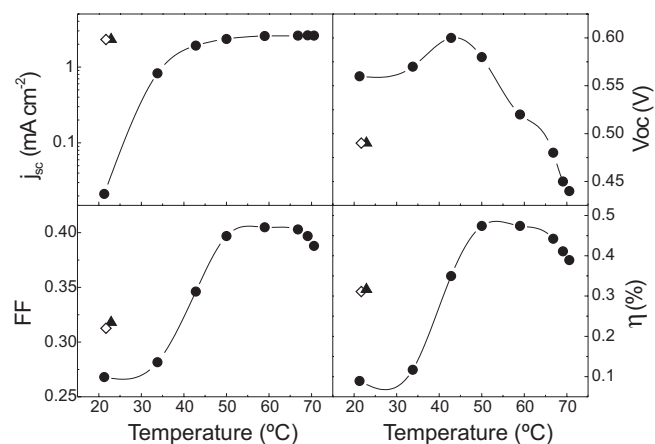 1
0.1
j_sc (mA cm⁻²)
0.60
0.55
0.50
0.45
Voc (V)
0.40
0.35
0.30
0.25
FF
0.5
0.4
0.3
0.2
0.1
η (%)
20 30 40 50 60 70
20 30 40 50 60 70
Temperature (ºC)
Temperature (ºC)